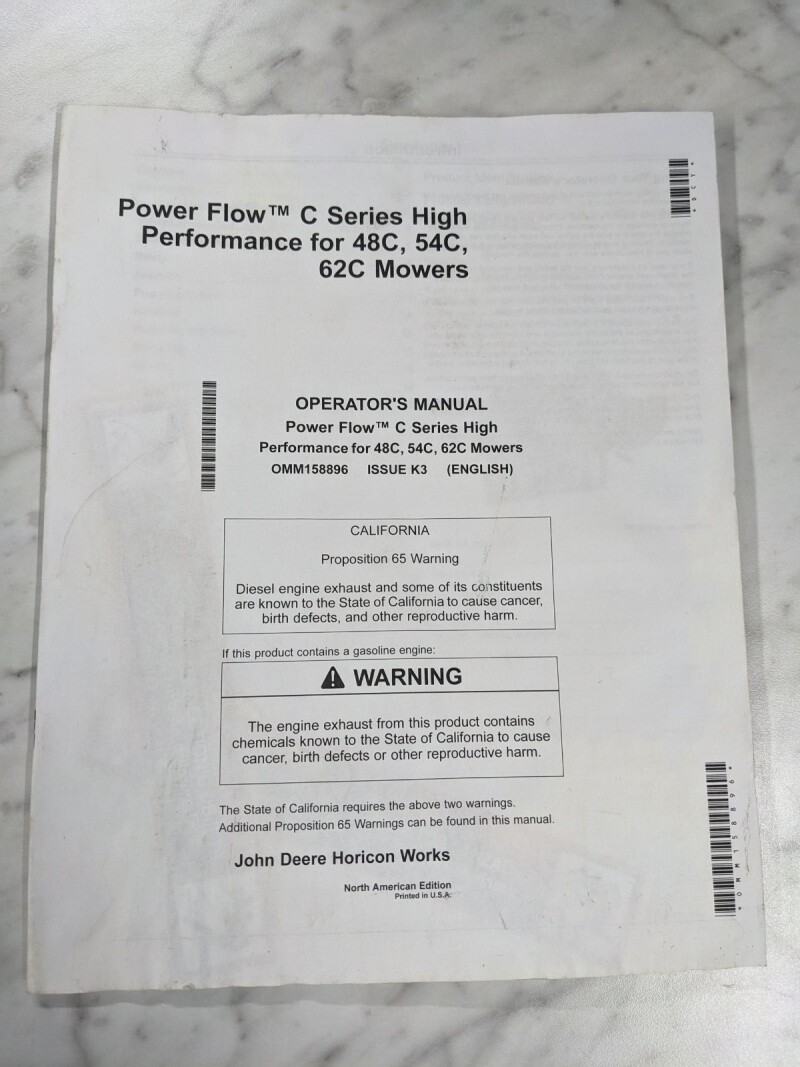 Power Flow™ C Series High
Performance for 48C, 54C,
62C Mowers
OPERATOR'S MANUAL
Power Flow™ C Series High
Performance for 48C, 54C, 62C Mowers
OMM158896 ISSUE K3 (ENGLISH)
CALIFORNIA
Proposition 65 Warning
Diesel engine exhaust and some of its constituents
are known to the State of California to cause cancer,
birth defects, and other reproductive harm.
If this product contains a gasoline engine:
WARNING
The engine exhaust from this product contains
chemicals known to the State of California to cause
cancer, birth defects or other reproductive harm.
The State of California requires the above two warnings.
Additional Proposition 65 Warnings can be found in this manual.
John Deere Horicon Works
North American Edition
Printed in U.S.A.
*OMM158896*